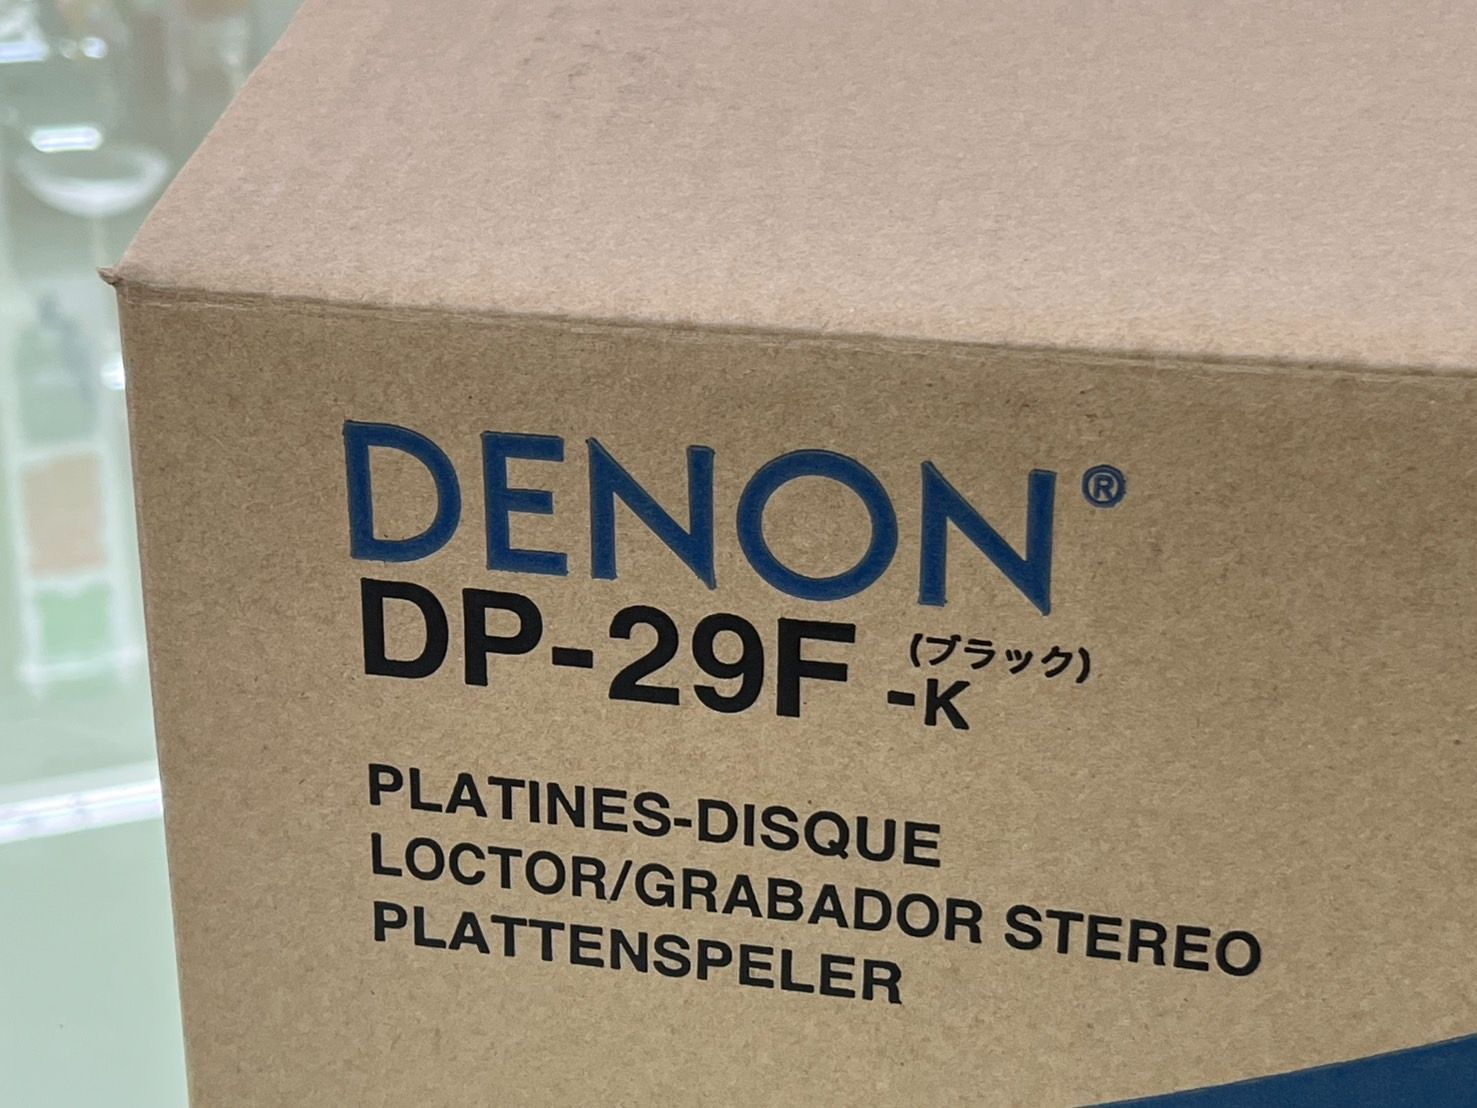 DENON®
DP-29F -K (ブラック)
PLATINES-DISQUE
LOCTOR/GRABADOR STEREO
PLATTENSPELER